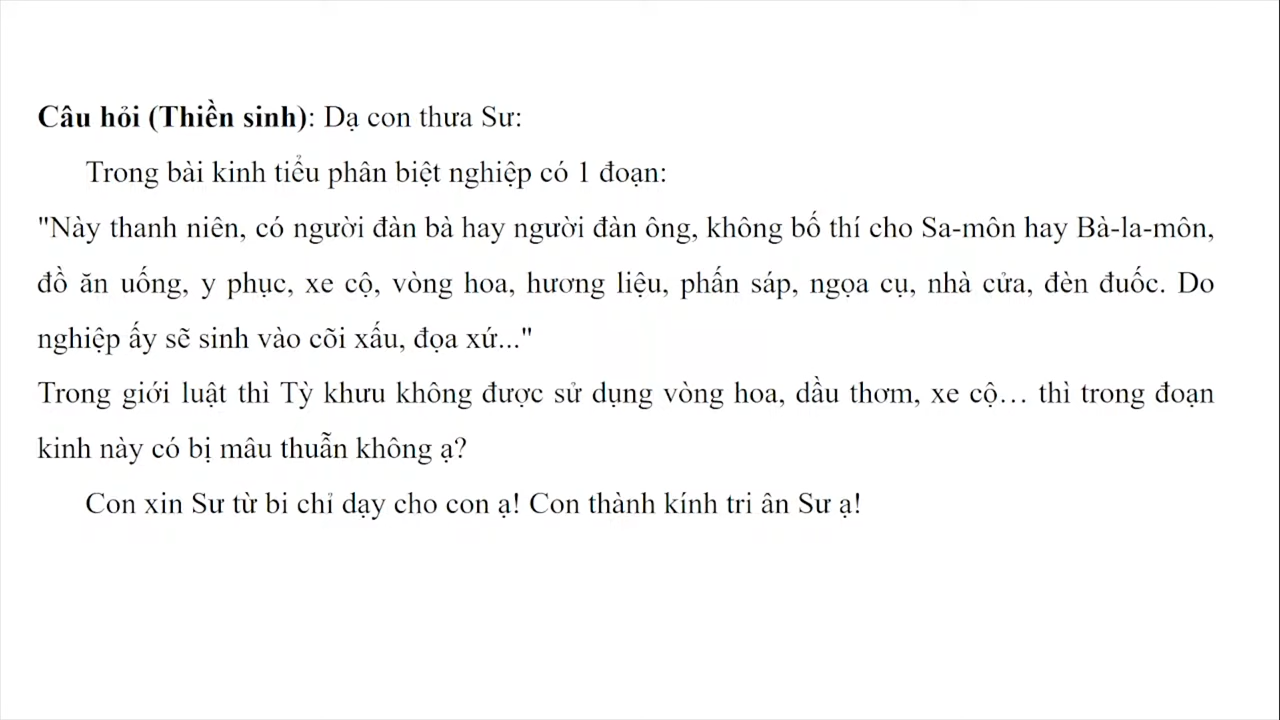 Câu hỏi (Thiền sinh): Dạ con thưa Sư:
Trong bài kinh tiểu phân biệt nghiệp có 1 đoạn:
"Này thanh niên, có người đàn bà hay người đàn ông, không bố thí cho Sa-môn hay Bà-la-môn,
đồ ăn uống, y phục, xe cộ, vòng hoa, hương liệu, phấn sáp, ngọa cụ, nhà cửa, đèn đuốc. Do
nghiệp ấy sẽ sinh vào cõi xấu, đọa xứ..."
Trong giới luật thì Tỳ khưu không được sử dụng vòng hoa, dầu thơm, xe cộ… thì trong đoạn
kinh này có bị mâu thuẫn không ạ?
Con xin Sư từ bi chỉ dạy cho con ạ! Con thành kính tri ân Sư ạ!